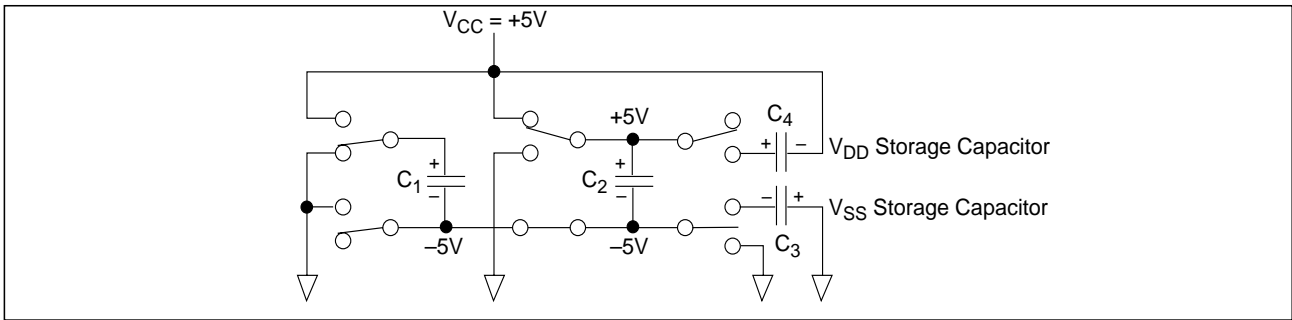 V_CC = +5V
+5V
C_4
+ –
V_DD Storage Capacitor
+
C_1
–
+
C_2
–
– +
V_SS Storage Capacitor
–5V
–5V
C_3